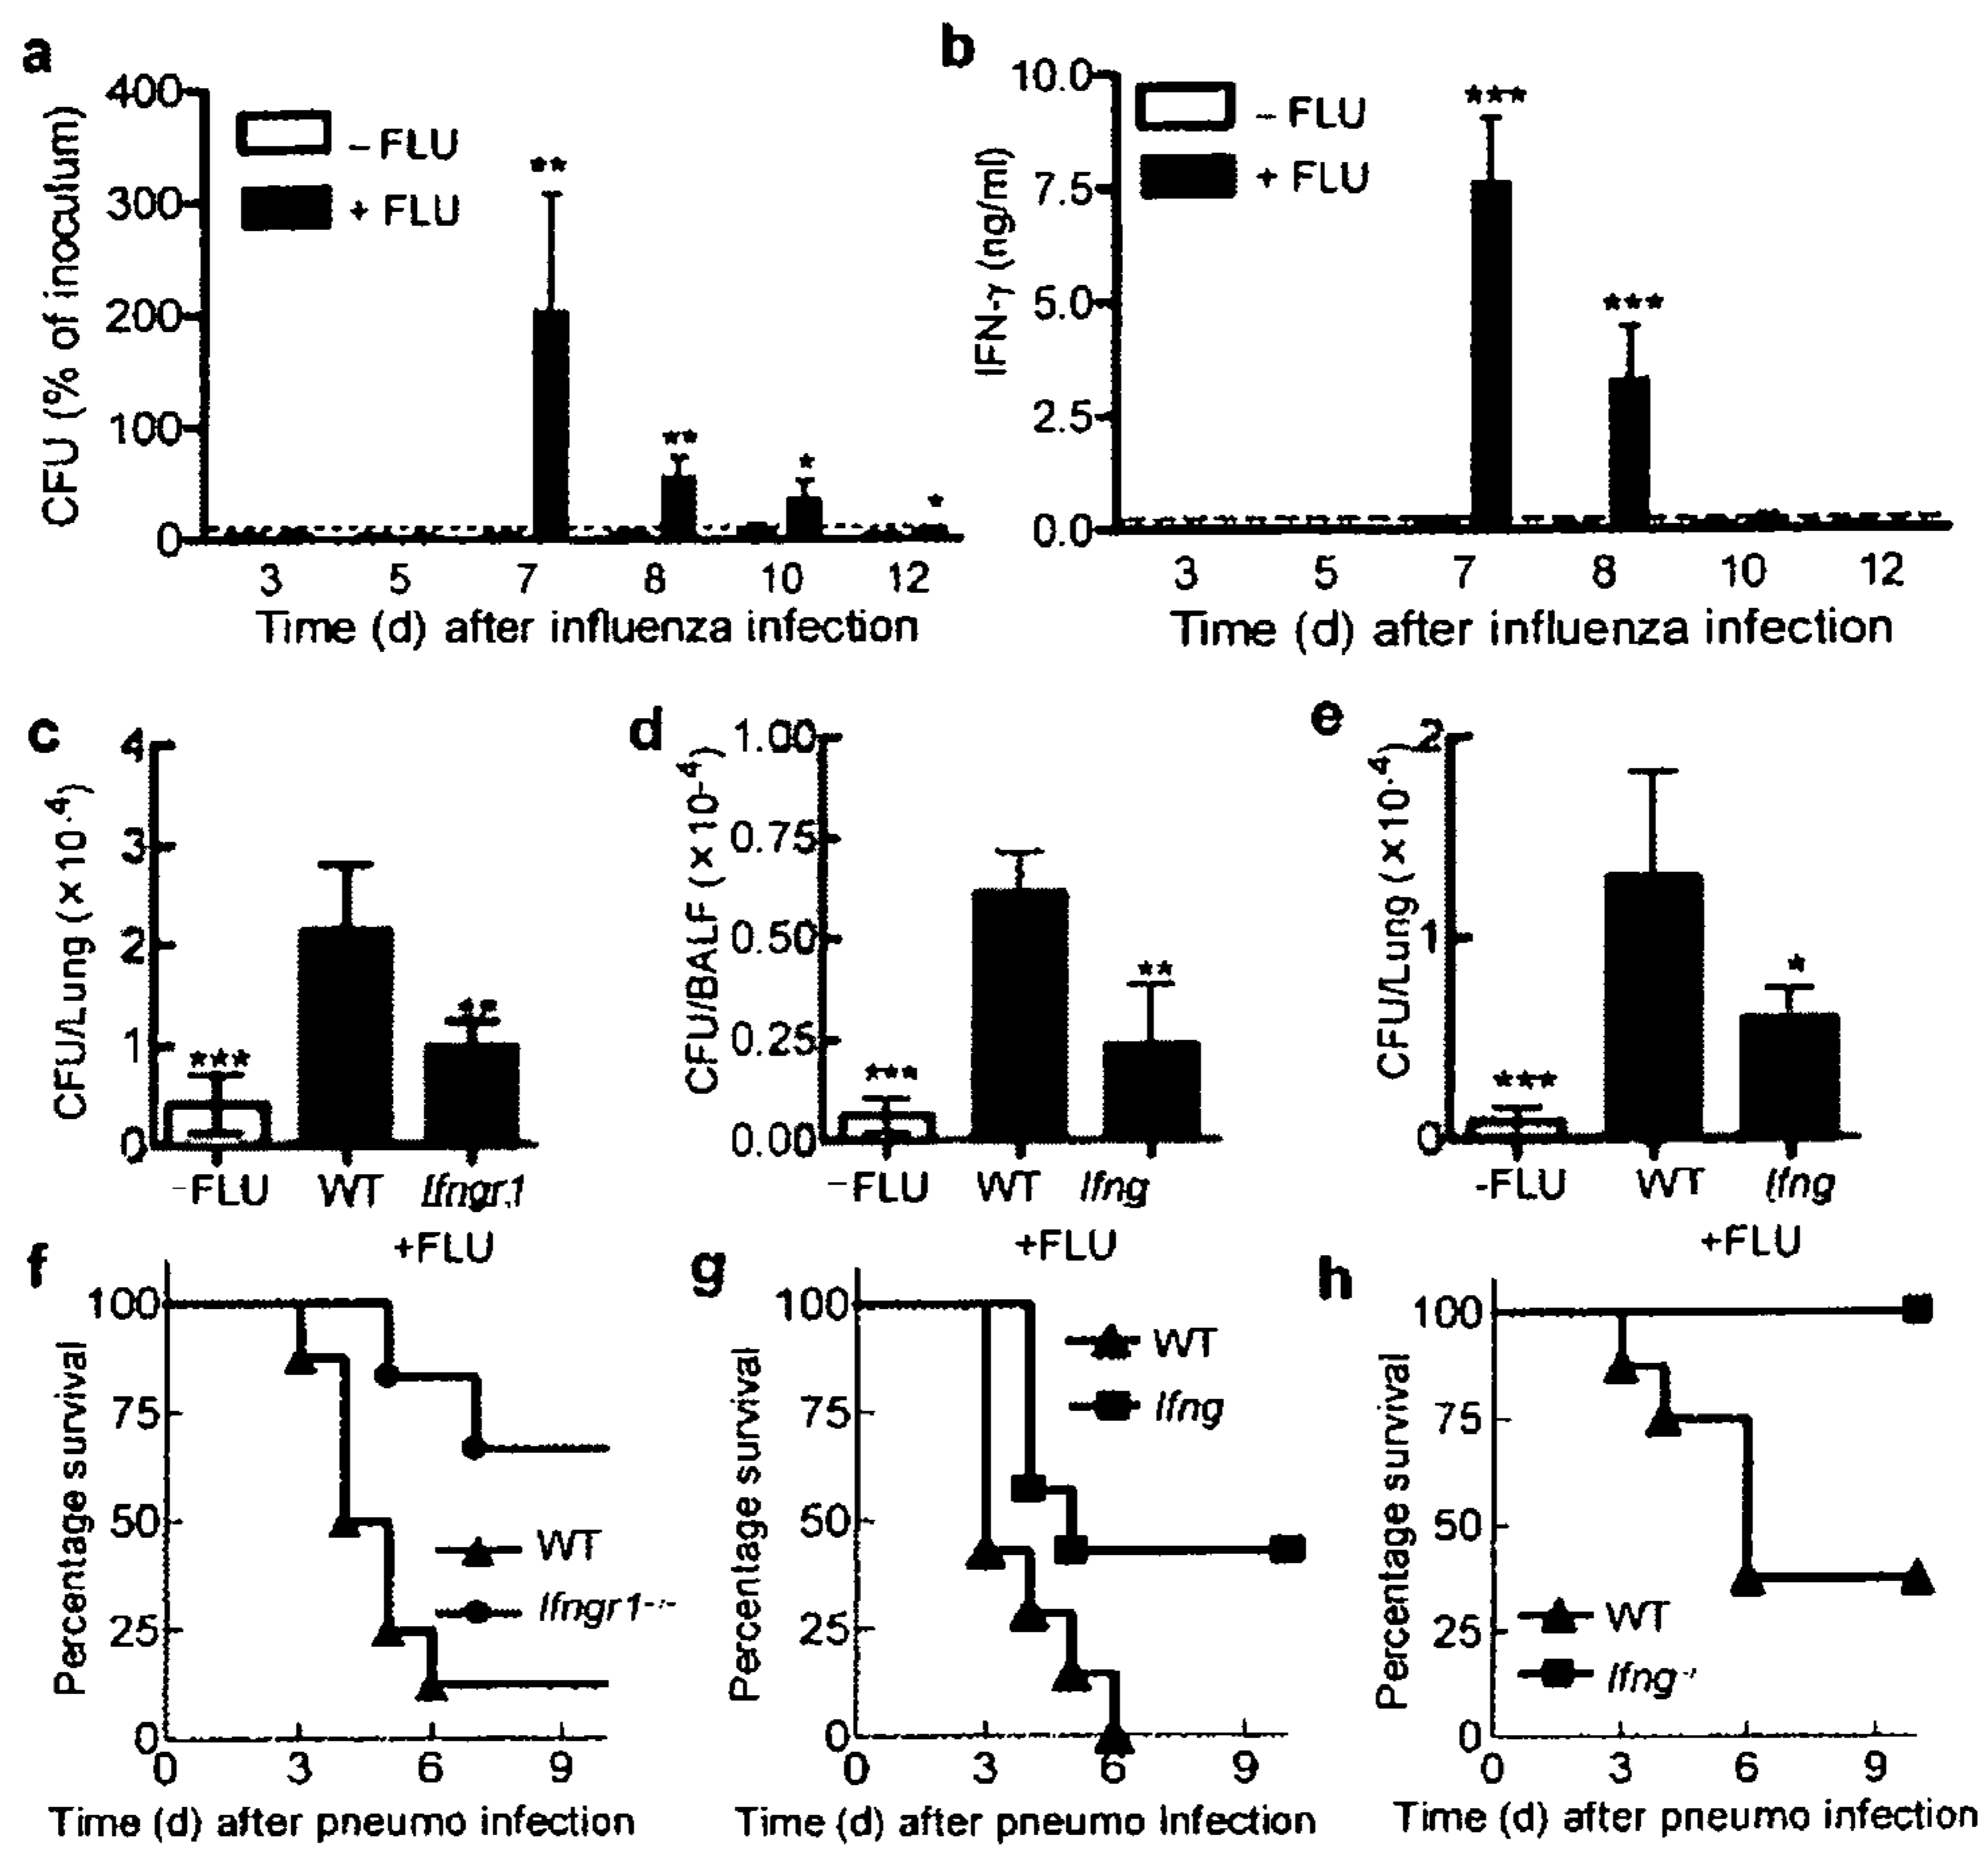 a
400
300
200
100
0
CFU (% of inoculum)
– FLU
+ FLU
**
**
*
*
3 5 7 8 10 12
Time (d) after influenza infection
b
10.0
7.5
5.0
2.5
0.0
IFN-γ (ng/ml)
– FLU
+ FLU
***
***
3 5 7 8 10 12
Time (d) after influenza infection
c
4
3
2
1
0
CFU/Lung (×10-4)
***
-FLU WT Ifngr1
+FLU
d
1.00
0.75
0.50
0.25
0.00
CFU/BALF (×10-4)
***
**
-FLU WT Ifng
+FLU
e
2
1
0
CFU/Lung (×10-4)
***
*
-FLU WT Ifng
+FLU
f
100
75
50
25
0
Percentage survival
WT
Ifngr1-/-
0 3 6 9
Time (d) after pneumo infection
g
100
75
50
25
0
Percentage survival
WT
Ifng
0 3 6 9
Time (d) after pneumo Infection
h
100
75
50
25
0
Percentage survival
WT
Ifng
0 3 6 9
Time (d) after pneumo infection